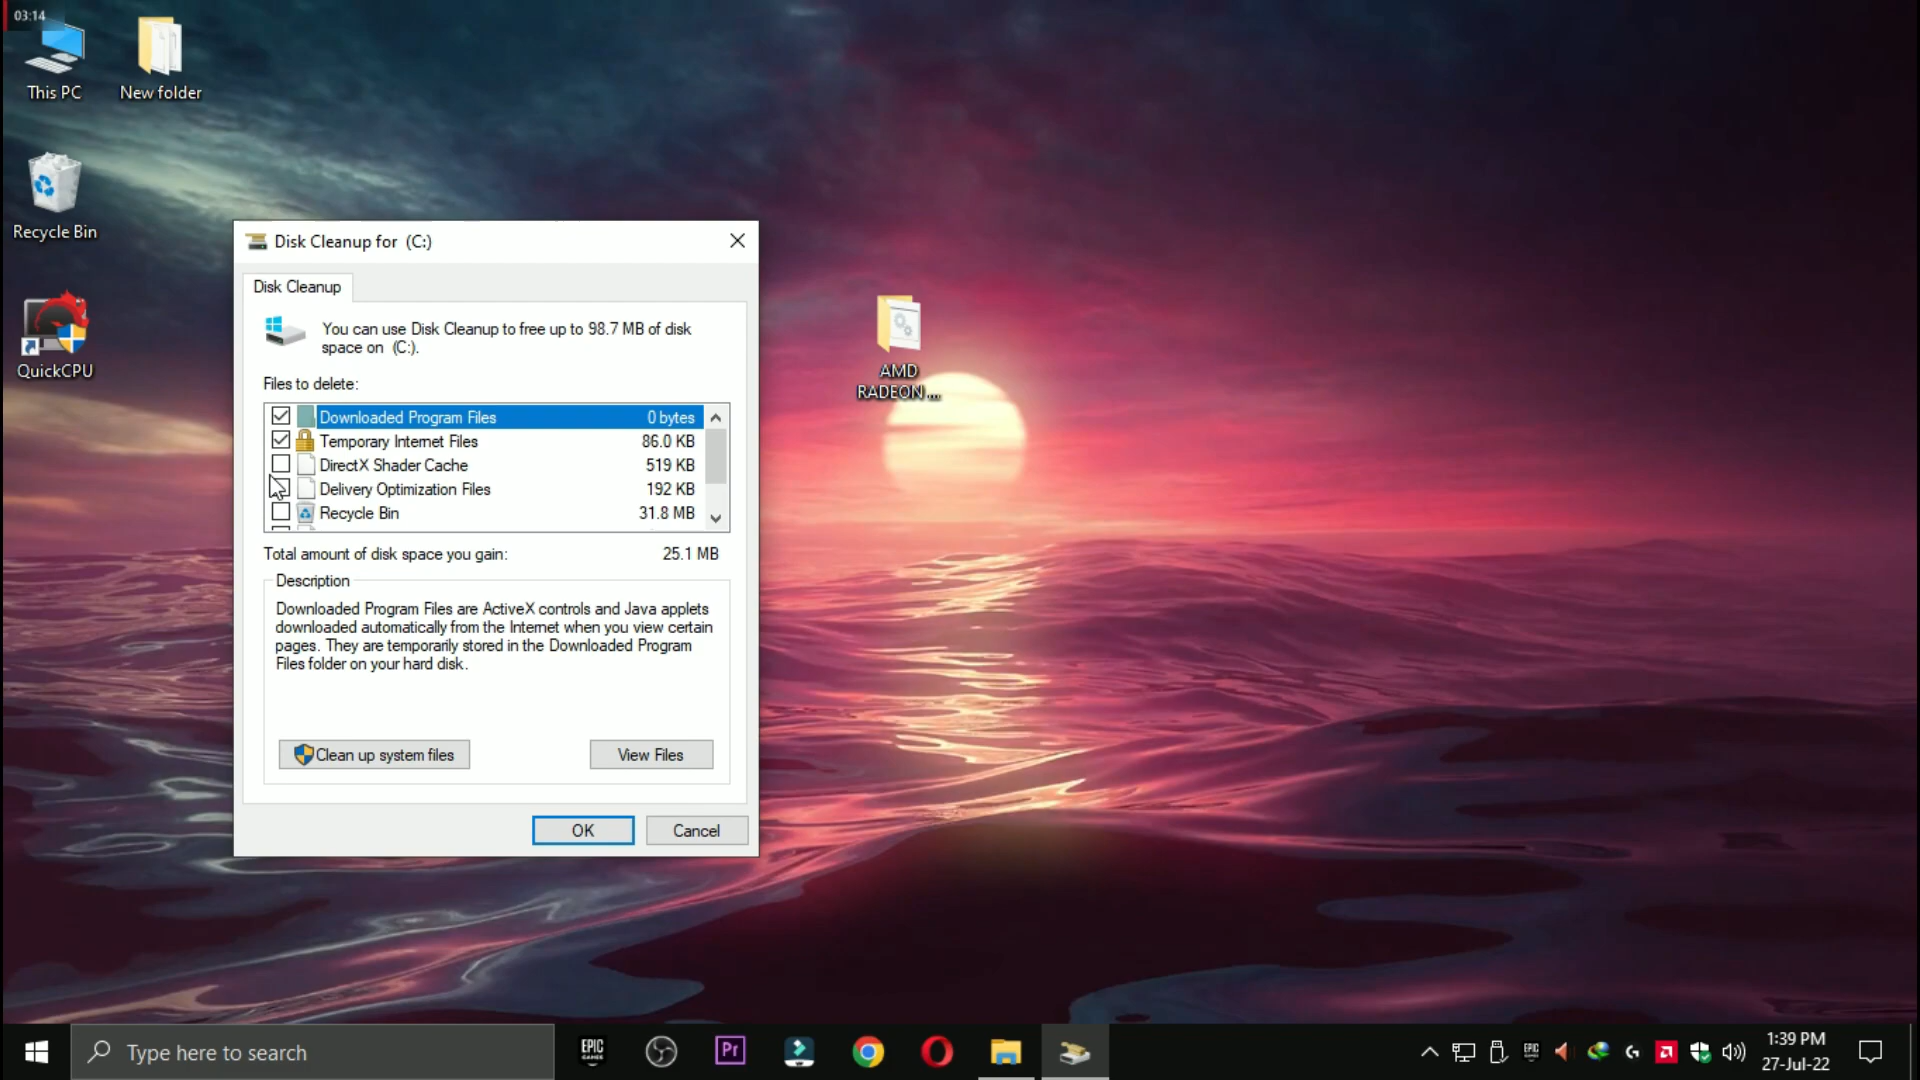 03:14
This PC
New folder
Recycle Bin
QuickCPU
AMD
RADEON ...
Disk Cleanup for (C:)
Disk Cleanup
You can use Disk Cleanup to free up to 98.7 MB of disk
space on (C:).
Files to delete:
Downloaded Program Files 0 bytes
Temporary Internet Files 86.0 KB
DirectX Shader Cache 519 KB
Delivery Optimization Files 192 KB
Recycle Bin 31.8 MB
Total amount of disk space you gain: 25.1 MB
Description
Downloaded Program Files are ActiveX controls and Java applets
downloaded automatically from the Internet when you view certain
pages. They are temporarily stored in the Downloaded Program
Files folder on your hard disk.
Clean up system files
View Files
OK
Cancel
Type here to search
EPIC
GAMES
Pr
1:39 PM
27-Jul-22